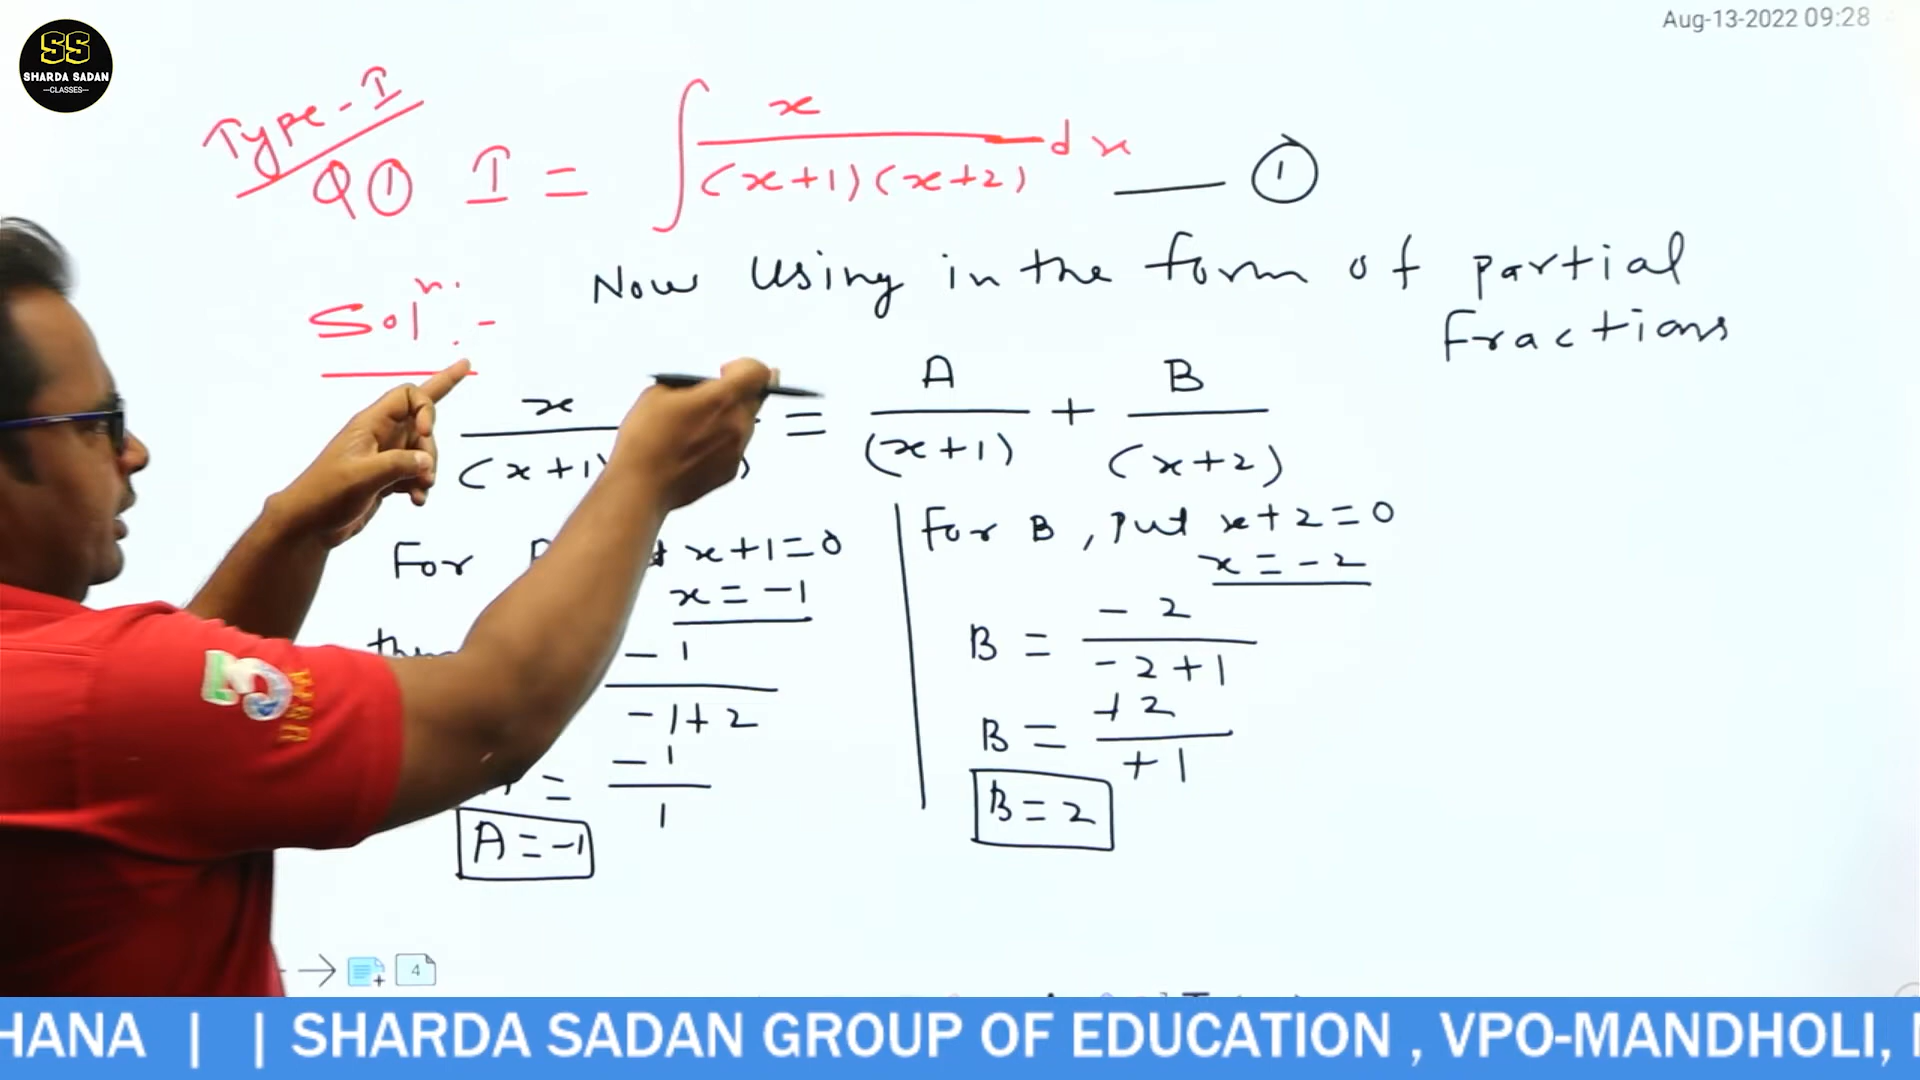 Aug-13-2022 09:28
SS
SHARDA SADAN
---CLASSES---
Type-I
Q① I = ∫ x / (x+1)(x+2) dx —— ①
Solⁿ.:-
Now using in the form of partial
fractions
x / (x+1) = A / (x+1) + B / (x+2)
For x+1=0
x = -1
-1 / -1+2
= -1 / 1
A = -1
For B, put x+2=0
x = -2
B = -2 / -2+1
B = +2 / +1
B = 2
4
HANA | | SHARDA SADAN GROUP OF EDUCATION , VPO-MANDHOLI,